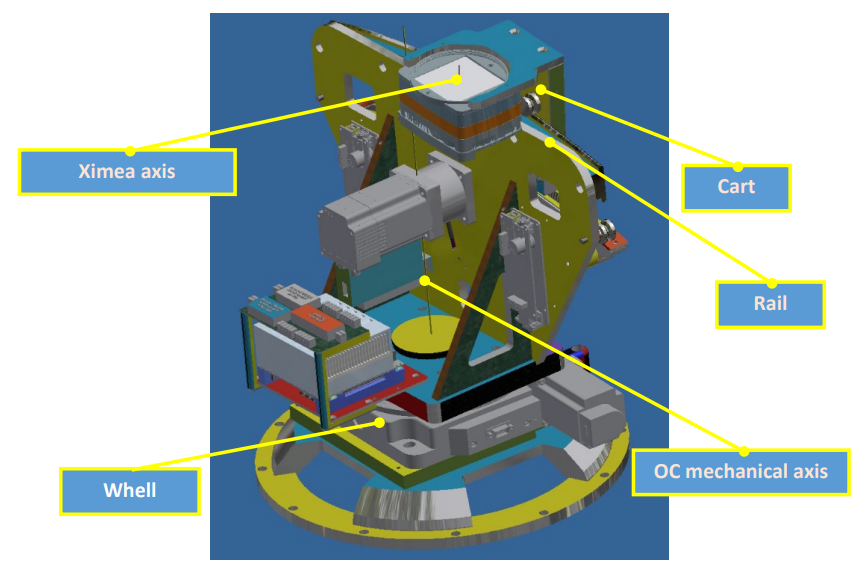 Ximea axis
Cart
Rail
OC mechanical axis
Whell